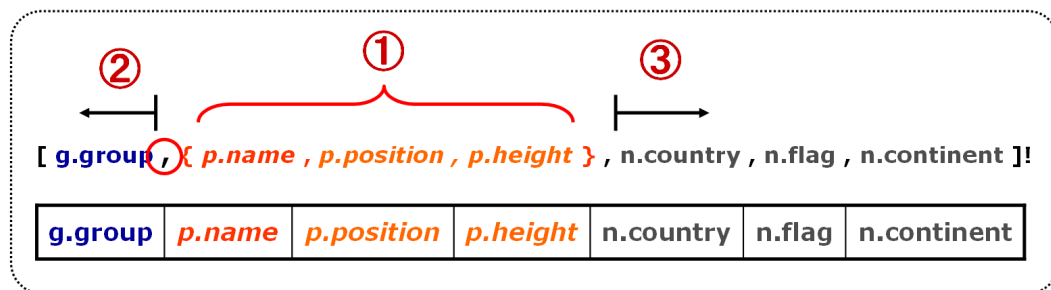 ② ① ③
[ g.group , { p.name , p.position , p.height } , n.country , n.flag , n.continent ]!
g.group p.name p.position p.height n.country n.flag n.continent